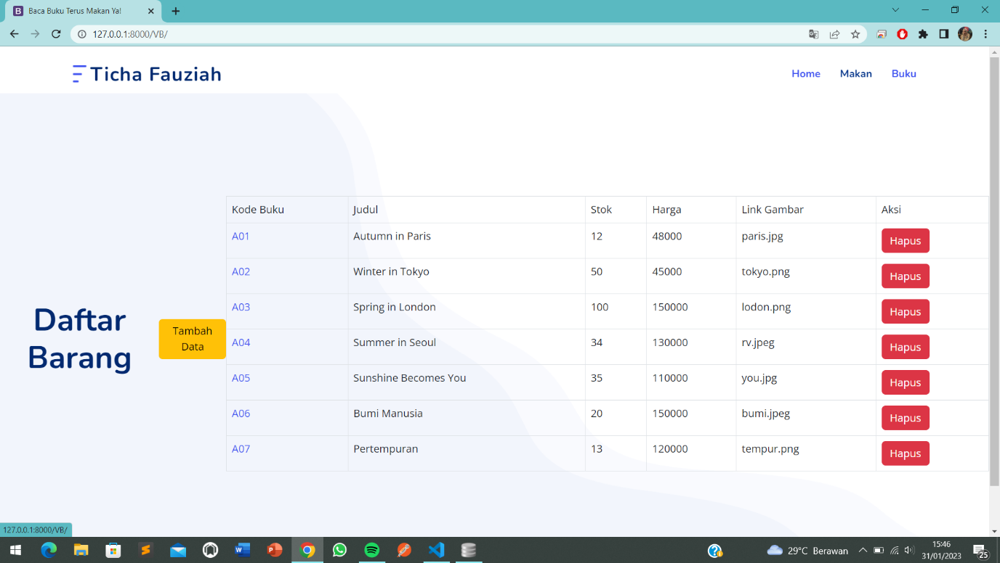 Baca Buku Terus Makan Ya!
127.0.0.1:8000/VB/
Ticha Fauziah
Home Makan Buku
Daftar
Barang
Tambah
Data
Kode Buku Judul Stok Harga Link Gambar Aksi
A01 Autumn in Paris 12 48000 paris.jpg Hapus
A02 Winter in Tokyo 50 45000 tokyo.png Hapus
A03 Spring in London 100 150000 lodon.png Hapus
A04 Summer in Seoul 34 130000 rv.jpeg Hapus
A05 Sunshine Becomes You 35 110000 you.jpg Hapus
A06 Bumi Manusia 20 150000 bumi.jpeg Hapus
A07 Pertempuran 13 120000 tempur.png Hapus
127.0.0.1:8000/VB/
29°C Berawan
15:46
31/01/2023
25